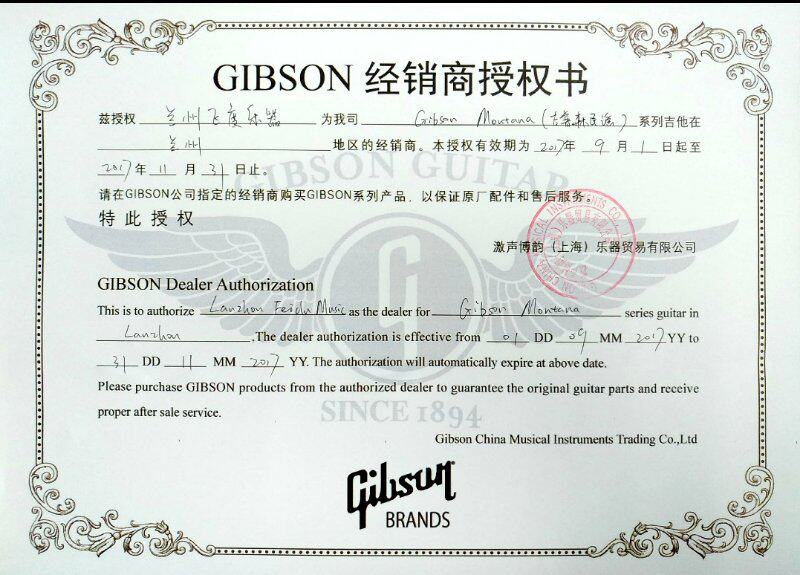 GIBSON 经销商授权书
兹授权 兰州飞度乐器 为我司 Gibson Montana (吉普森民谣) 系列吉他在
兰州 地区的经销商。本授权有效期为 2017年 9 月 1 日起至
2017 年 11 月 31 日止。
请在GIBSON公司指定的经销商购买GIBSON系列产品，以保证原厂配件和售后服务。
特此授权
激声博韵（上海）乐器贸易有限公司
GIBSON GUITAR
GIBSON Dealer Authorization
This is to authorize Lanzhou Feidu Music as the dealer for Gibson Montana series guitar in
Lanzhou ,The dealer authorization is effective from 01 DD 09 MM 2017 YY to
31 DD 11 MM 2017 YY. The authorization will automatically expire at above date.
Please purchase GIBSON products from the authorized dealer to guarantee the original guitar parts and receive
proper after sale service.
SINCE 1894
Gibson China Musical Instruments Trading Co.,Ltd
Gibson
BRANDS